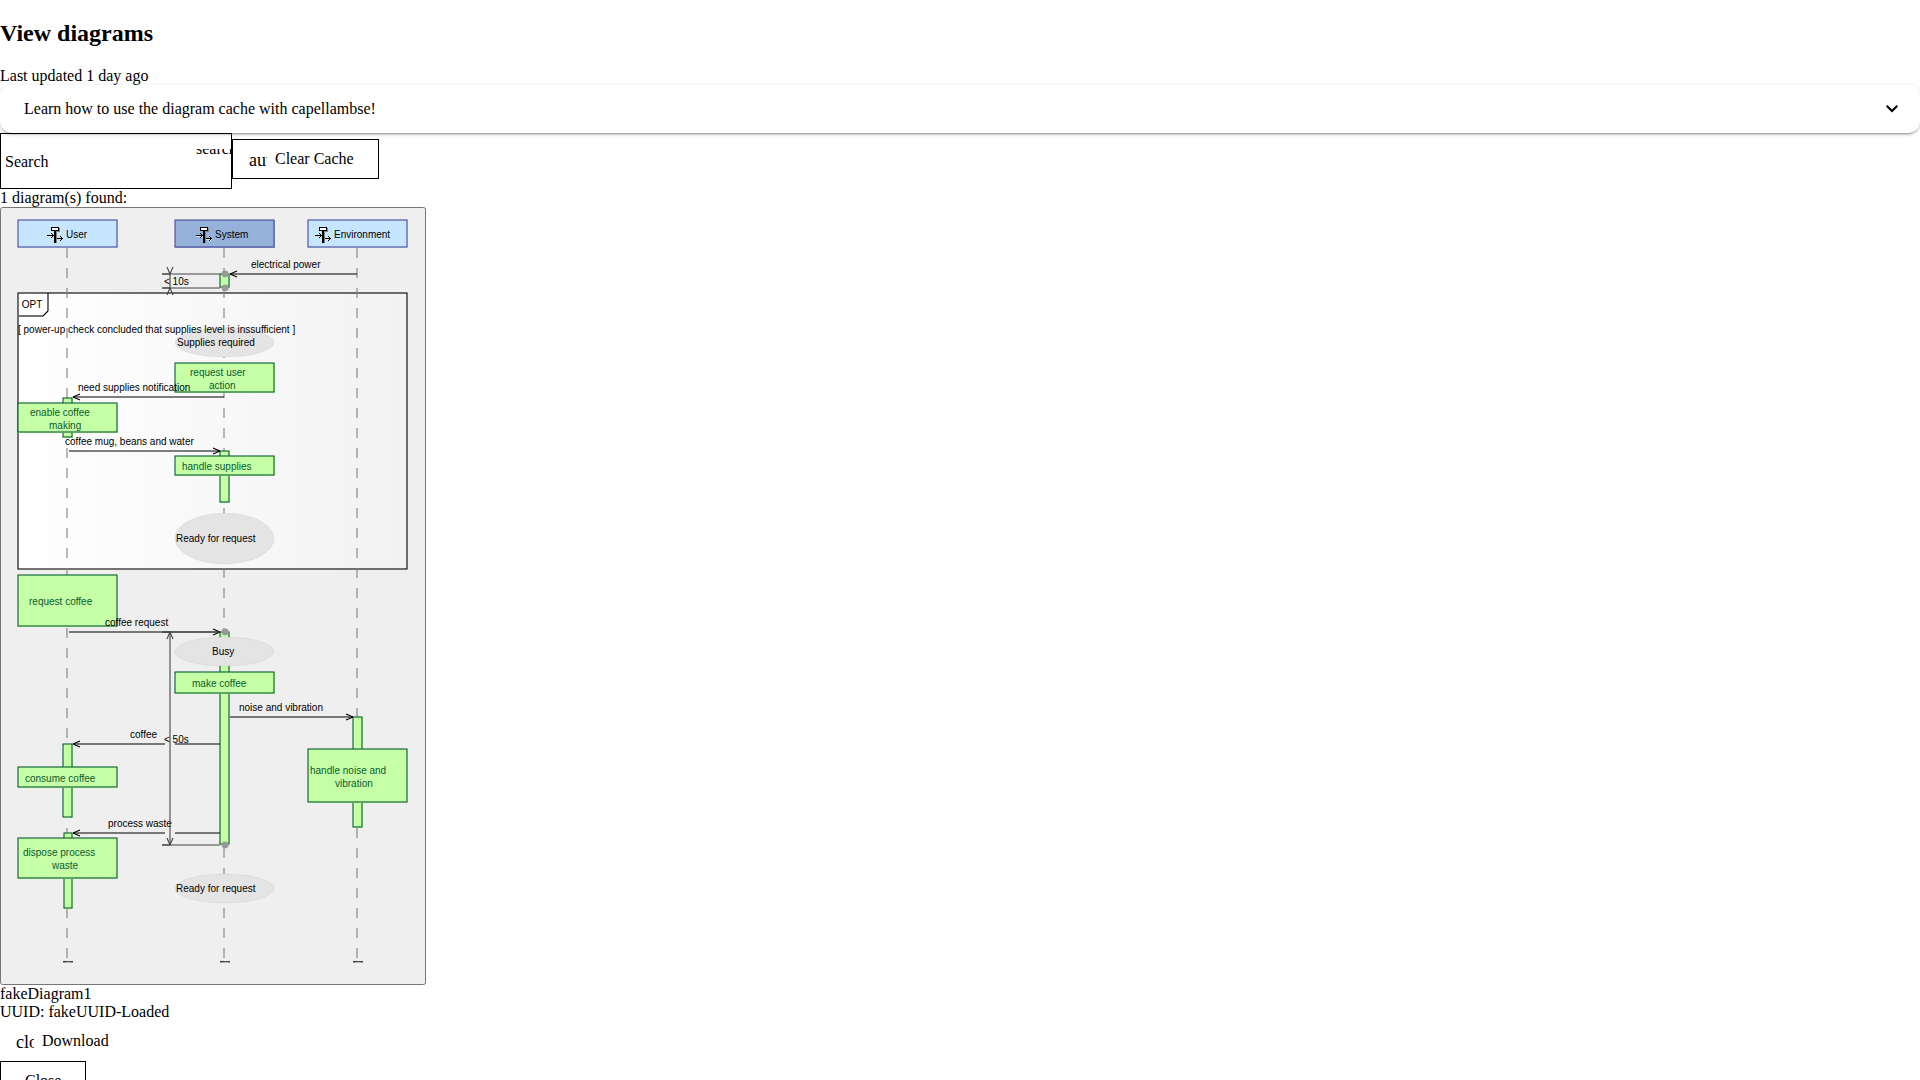 View diagrams
Last updated 1 day ago
Learn how to use the diagram cache with capellambse!
Search
au Clear Cache
1 diagram(s) found:
User System Environment
electrical power
< 10s
OPT
[ power-up check concluded that supplies level is inssufficient ]
Supplies required
request user
action
need supplies notification
enable coffee
making
coffee mug, beans and water
handle supplies
Ready for request
request coffee
coffee request
Busy
make coffee
noise and vibration
coffee
< 50s
handle noise and
vibration
consume coffee
process waste
dispose process
waste
Ready for request
fakeDiagram1
UUID: fakeUUID-Loaded
Download
Close